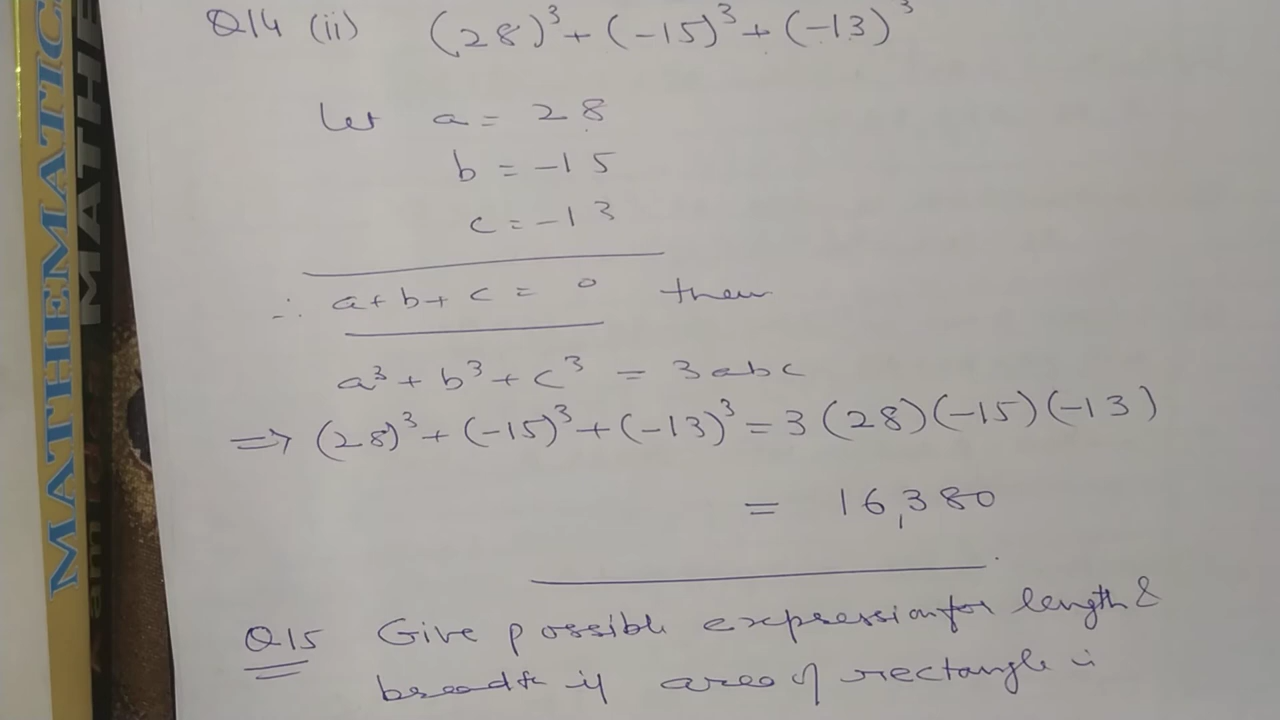 Q14 (ii) (28)³ + (-15)³ + (-13)³
Let a = 28
b = -15
c = -13
∴ a + b + c = 0 then
a³ + b³ + c³ = 3abc
⇒ (28)³ + (-15)³ + (-13)³ = 3(28)(-15)(-13)
= 16,380
Q15 Give possible expression for length &
breadth if area of rectangle is
MATHEMATIC
MATHE